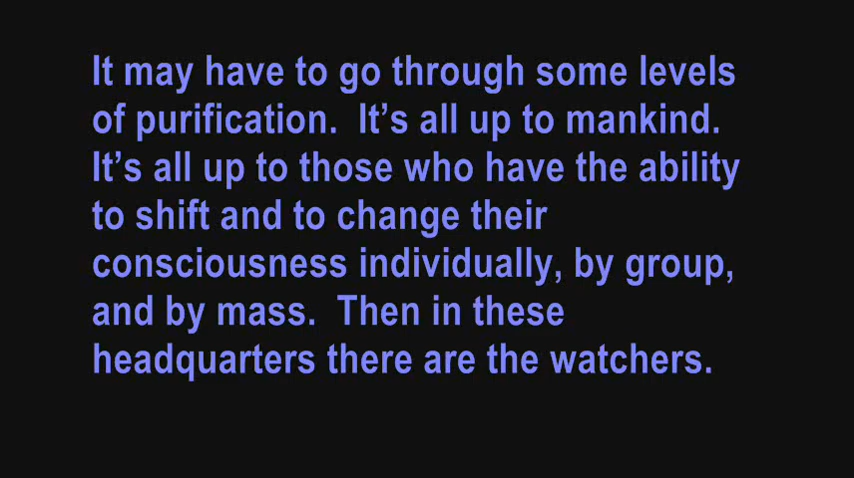 It may have to go through some levels
of purification.  It’s all up to mankind.
It’s all up to those who have the ability
to shift and to change their
consciousness individually, by group,
and by mass.  Then in these
headquarters there are the watchers.